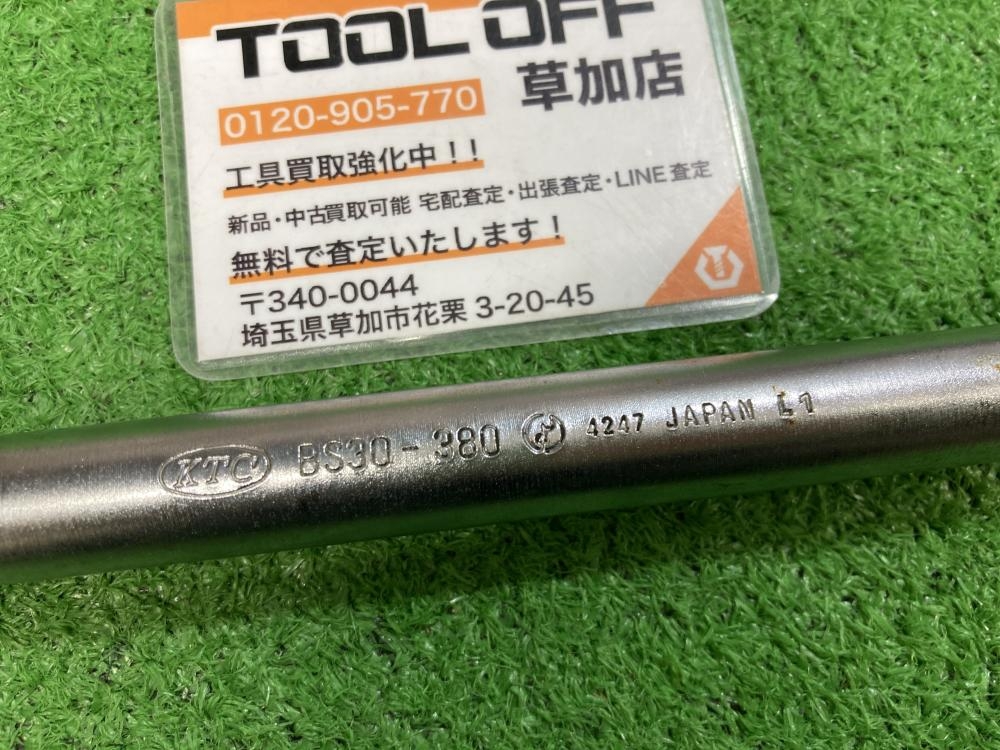 TOOL OFF
草加店
0120-905-770
工具買取強化中！！
新品・中古買取可能 宅配査定・出張査定・LINE査定
無料で査定いたします！
〒340-0044
埼玉県草加市花栗 3-20-45
KTC BS30-380 4247 JAPAN L1